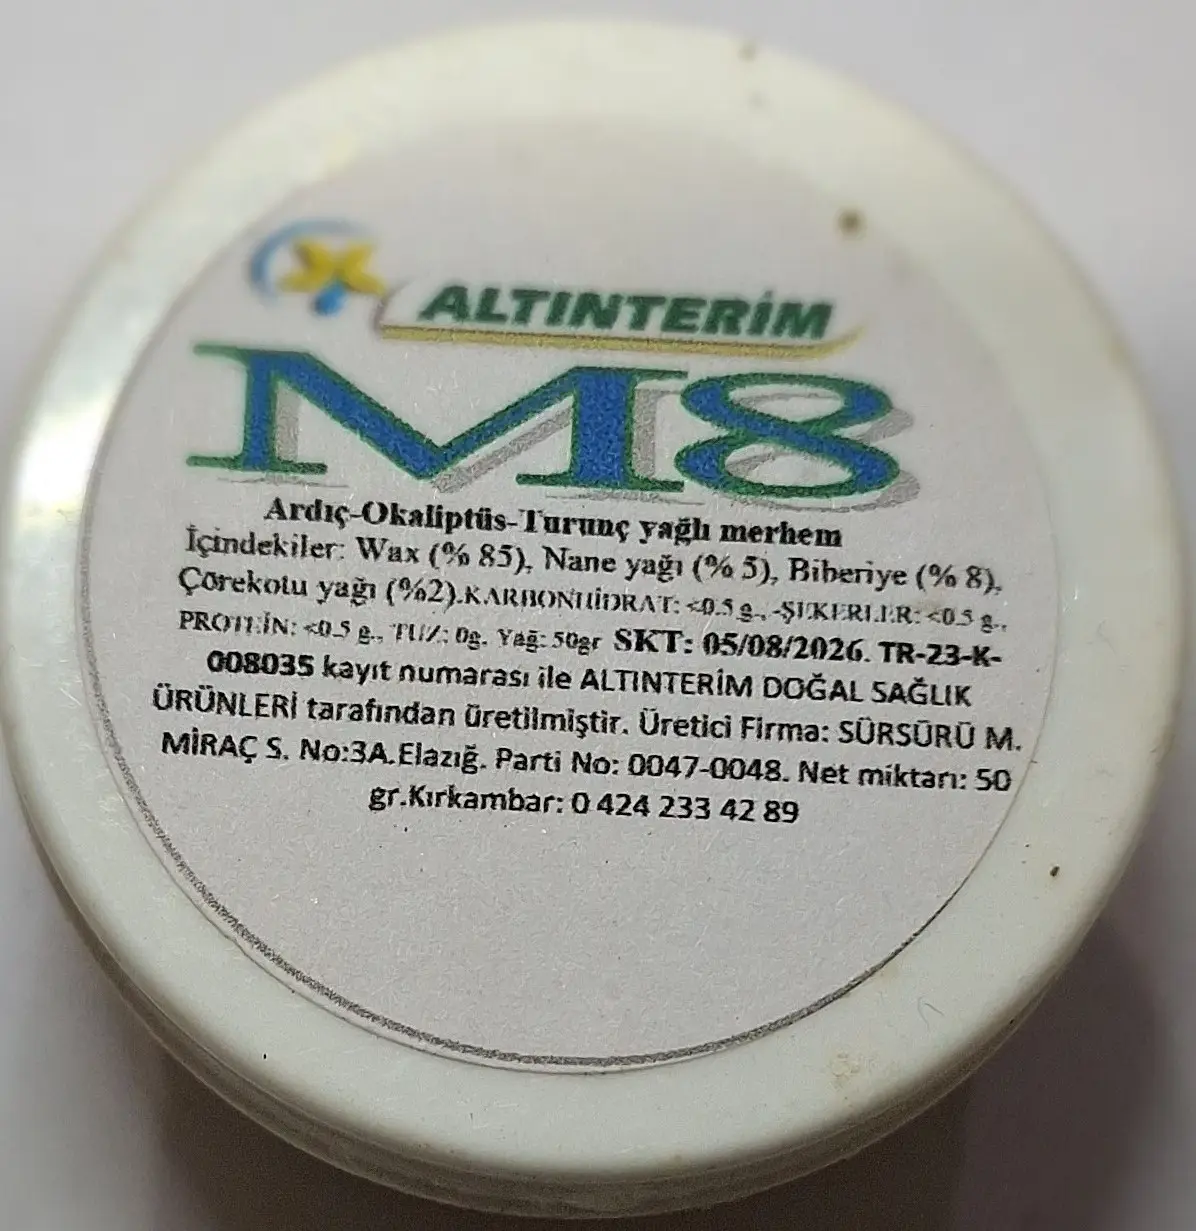 ALTINTERİM
M8
Ardıç-Okaliptüs-Turunç yağlı merhem
İçindekiler: Wax (% 85), Nane yağı (% 5), Biberiye (% 8),
Çörekotu yağı (%2).KARBONHİDRAT: <0.5 g., -ŞEKERLER: <0.5 g.,
PROTEİN: <0.5 g., TUZ: 0g. Yağ: 50gr SKT: 05/08/2026. TR-23-K-
008035 kayıt numarası ile ALTINTERİM DOĞAL SAĞLIK
ÜRÜNLERİ tarafından üretilmiştir. Üretici Firma: SÜRSÜRÜ M.
MİRAÇ S. No:3A.Elazığ. Parti No: 0047-0048. Net miktarı: 50
gr.Kırkambar: 0 424 233 42 89